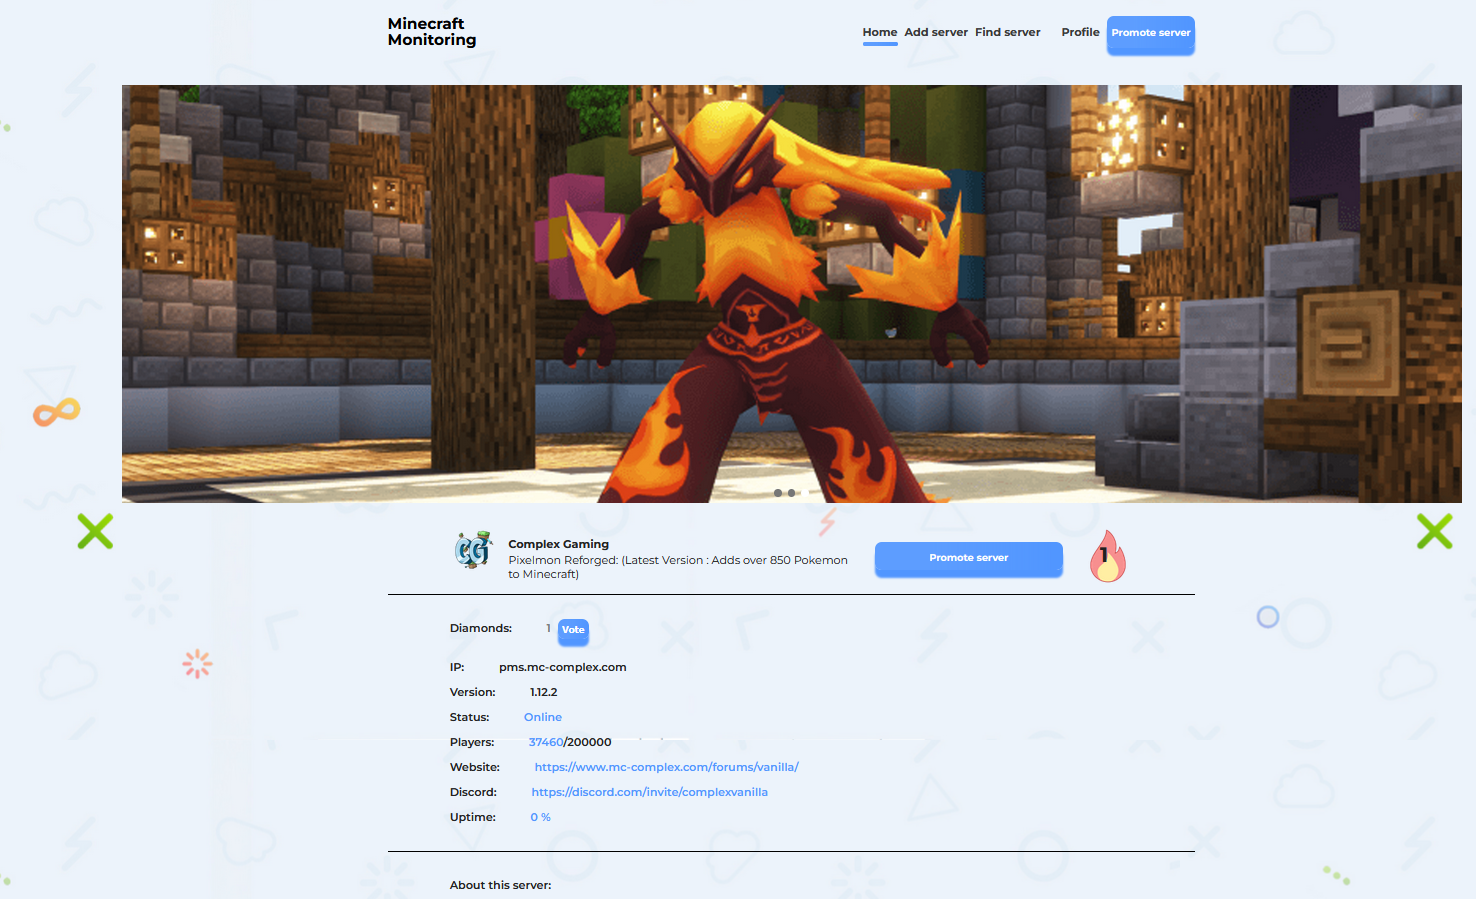 Minecraft
Monitoring
Home Add server Find server Profile Promote server
CG
Complex Gaming
Pixelmon Reforged: (Latest Version : Adds over 850 Pokemon
to Minecraft)
Promote server
1
Diamonds: 1 Vote
IP: pms.mc-complex.com
Version: 1.12.2
Status: Online
Players: 37460/200000
Website: https://www.mc-complex.com/forums/vanilla/
Discord: https://discord.com/invite/complexvanilla
Uptime: 0 %
About this server: